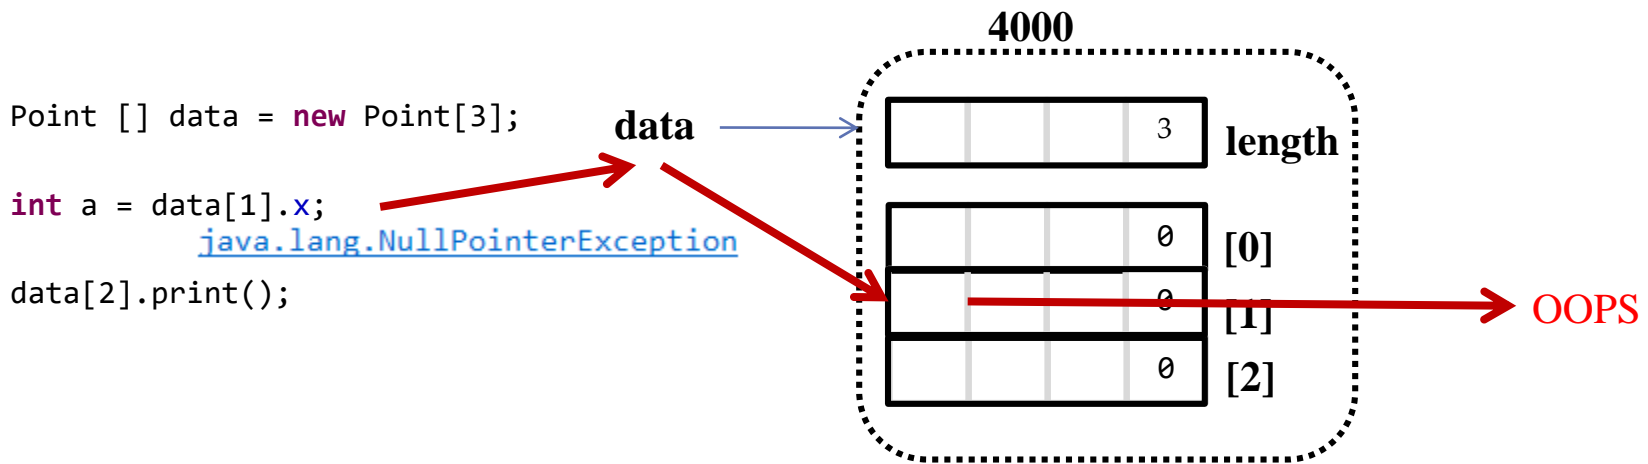 4000
Point [] data = new Point[3];
data
3
length
int a = data[1].x;
java.lang.NullPointerException
0
[0]
data[2].print();
0
[1]
OOPS
0
[2]